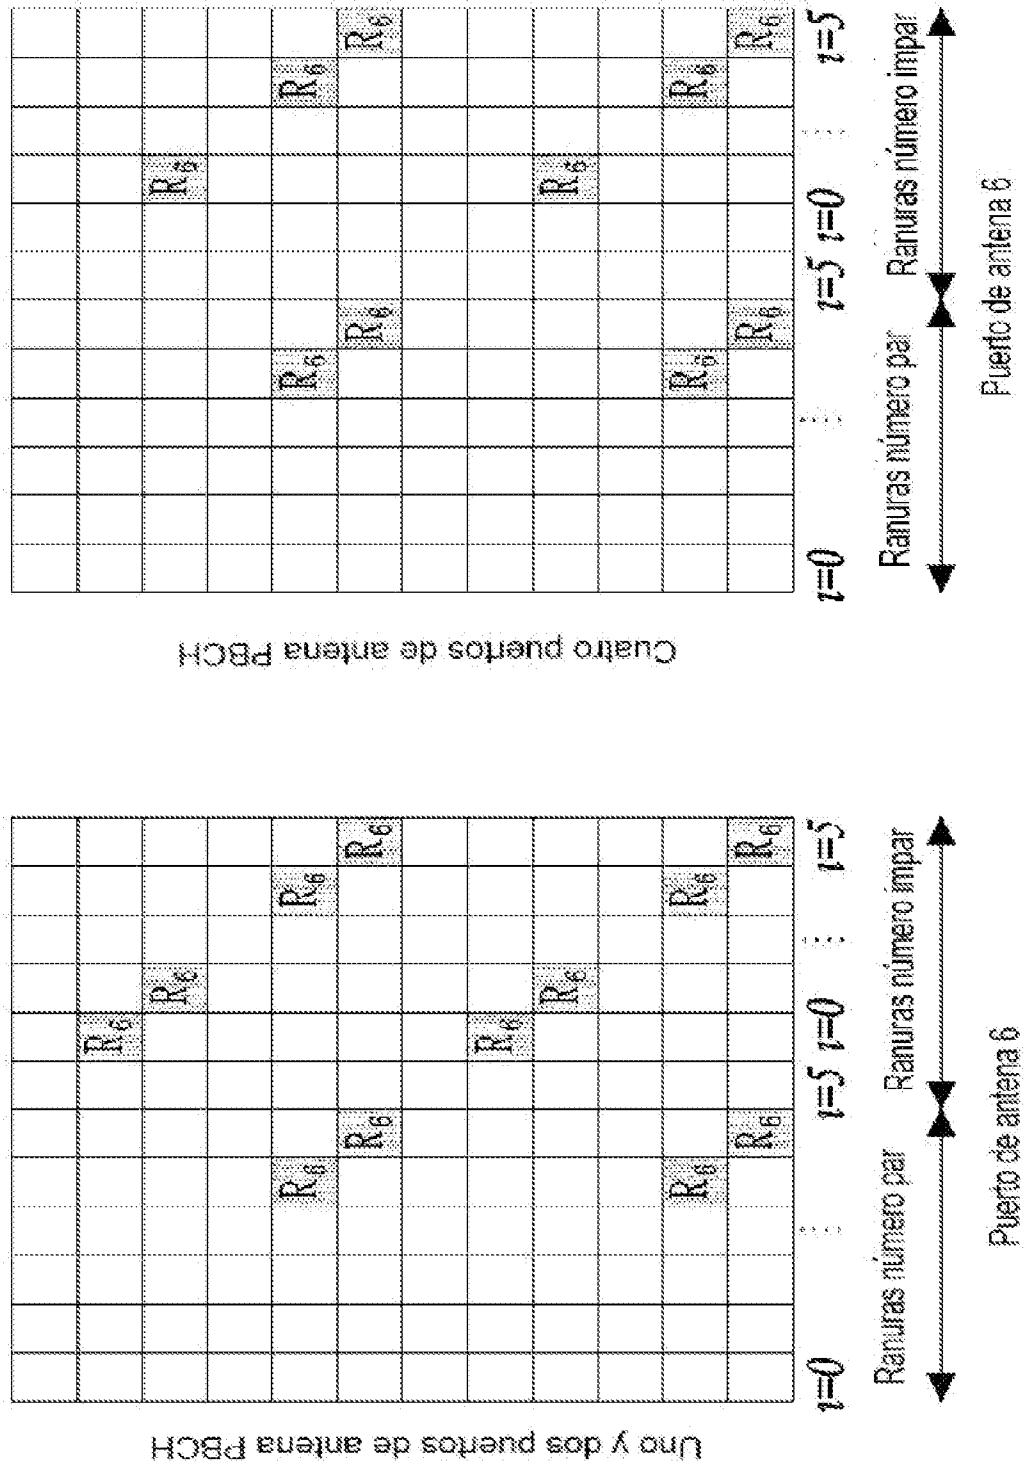 Uno y dos puertos de antena PBCH
R6
R6
R6 R6
R6 R6
R6
R6
R6 R6
R6 R6
i=0 ... i=5 i=0 ... i=5
Ranuras número par Ranuras número impar
Puerto de antena 6
Cuatro puertos de antena PBCH
R6
R6 R6
R6 R6
R6
R6 R6
R6 R6
i=0 ... i=5 i=0 ... i=5
Ranuras número par Ranuras número impar
Puerto de antena 6